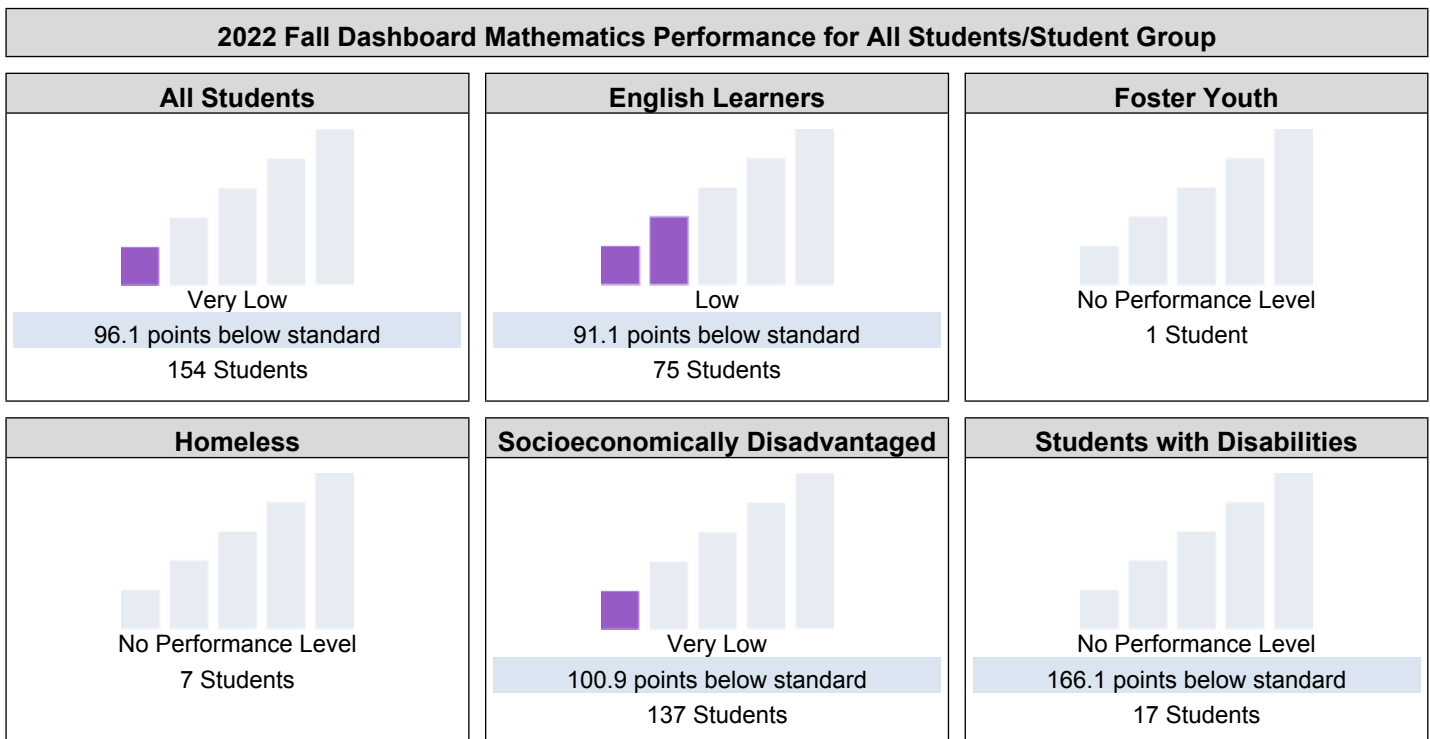 2022 Fall Dashboard Mathematics Performance for All Students/Student Group
All Students
Very Low
96.1 points below standard
154 Students
English Learners
Low
91.1 points below standard
75 Students
Foster Youth
No Performance Level
1 Student
Homeless
No Performance Level
7 Students
Socioeconomically Disadvantaged
Very Low
100.9 points below standard
137 Students
Students with Disabilities
No Performance Level
166.1 points below standard
17 Students